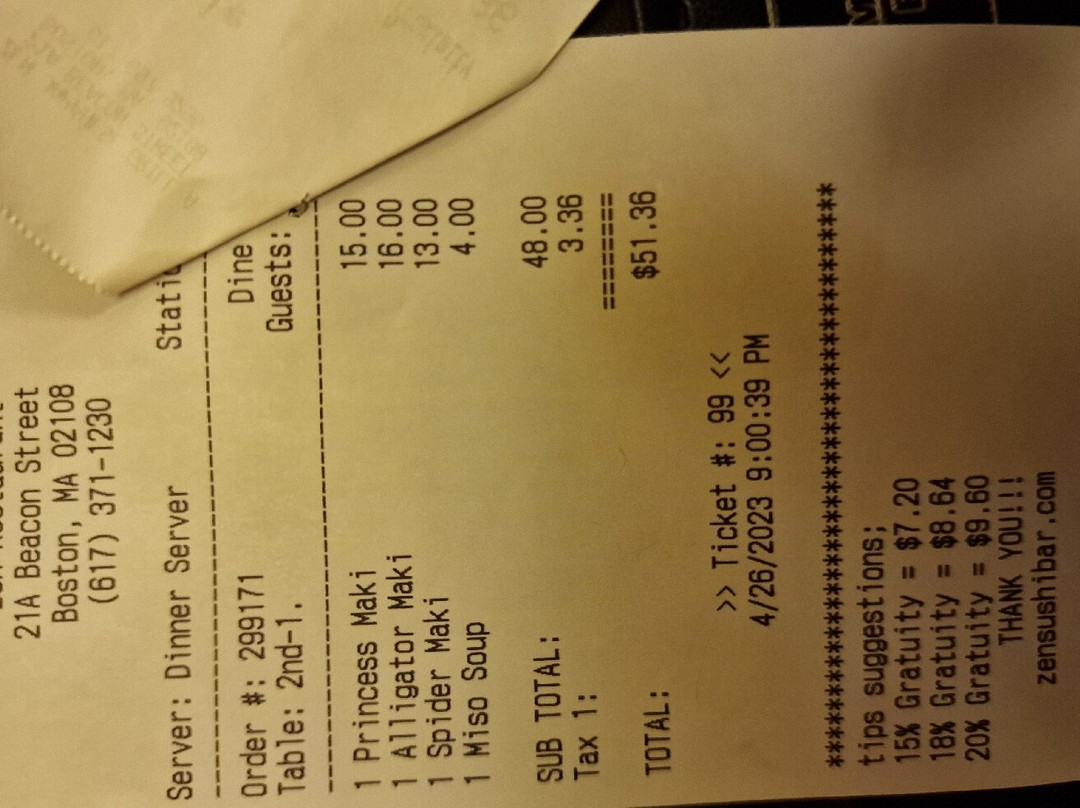 21A Beacon Street
Boston, MA 02108
(617) 371-1230
Server: Dinner Server
Order #: 299171 Dine
Table: 2nd-1. Guests:
1 Princess Maki 15.00
1 Alligator Maki 16.00
1 Spider Maki 13.00
1 Miso Soup 4.00
SUB TOTAL: 48.00
Tax 1: 3.36
========
TOTAL: $51.36
>> Ticket #: 99 <<
4/26/2023 9:00:39 PM
******************************************
tips suggestions;
15% Gratuity = $7.20
18% Gratuity = $8.64
20% Gratuity = $9.60
THANK YOU!!!
zensushibar.com